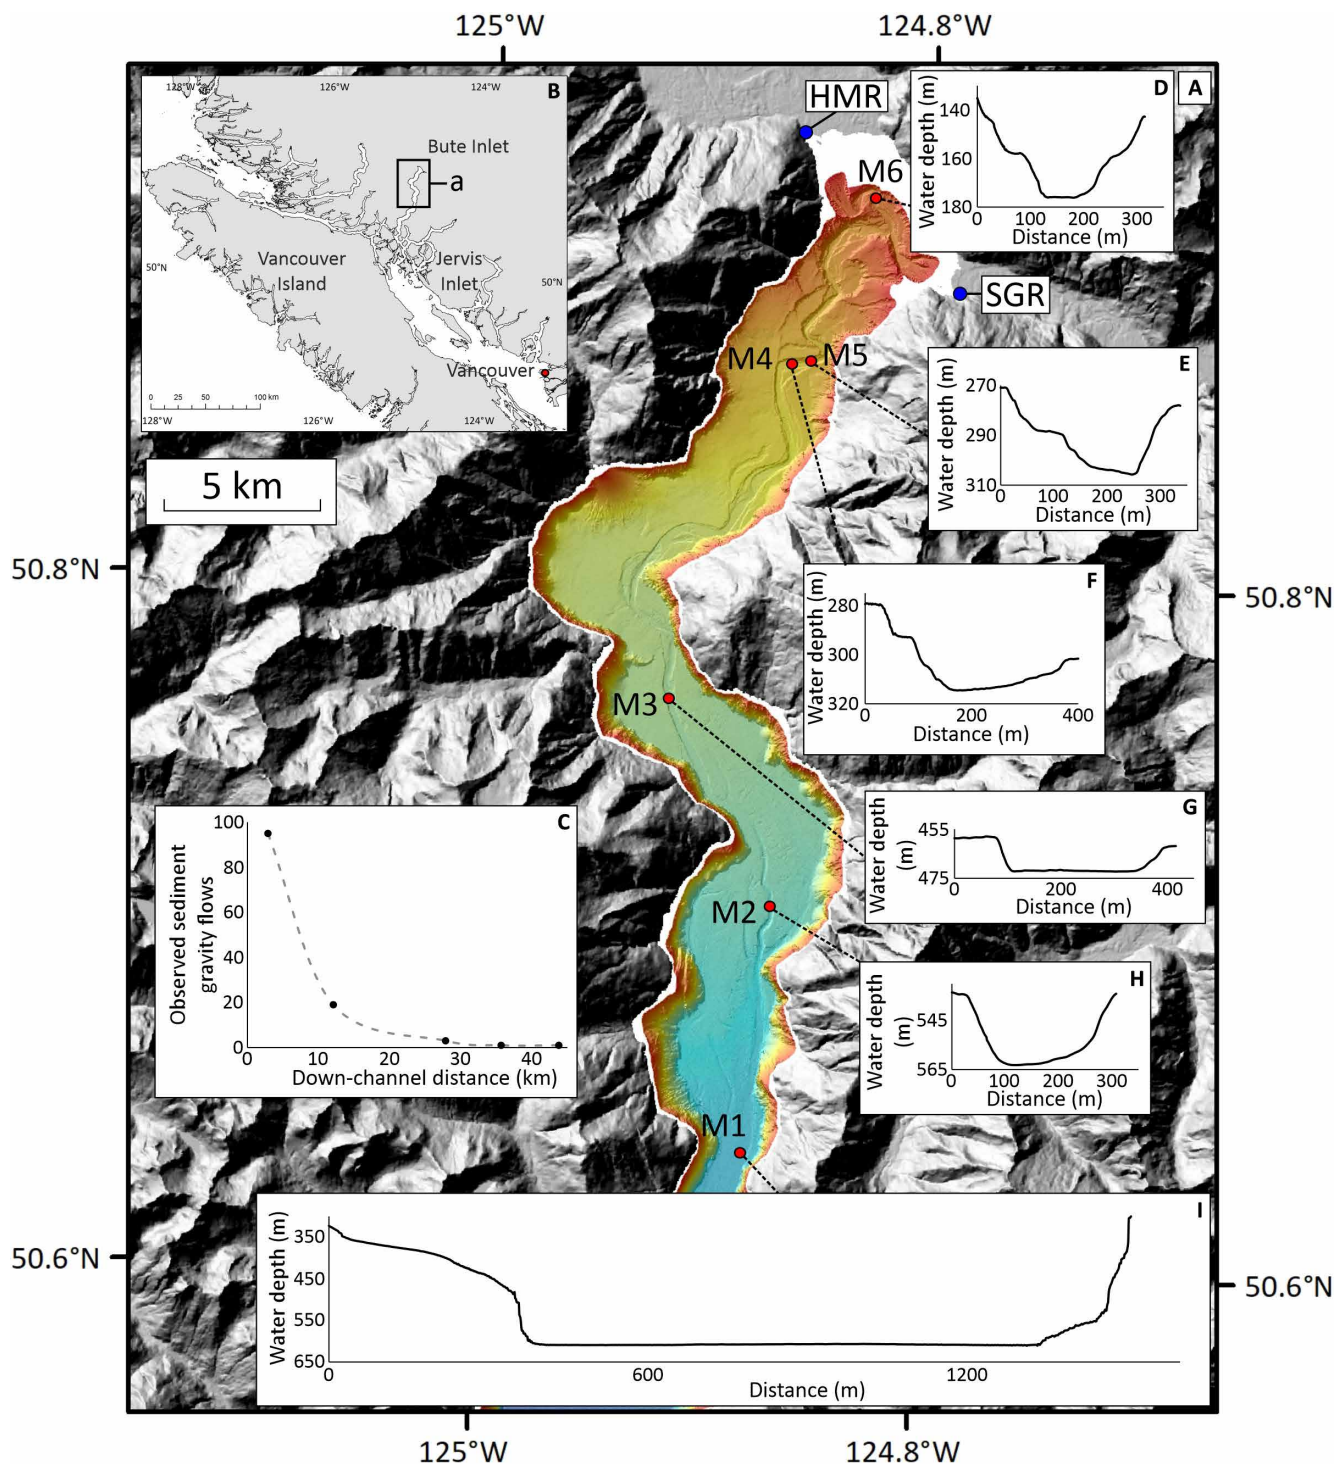 125°W
124.8°W
128°W
126°W
124°W
B
Bute Inlet
a
50°N
Vancouver
Island
Jervis
Inlet
50°N
Vancouver
0 25 50 100 km
128°W
126°W
124°W
HMR
M6
SGR
D
A
Water depth (m)
140
160
180
0 100 200 300
Distance (m)
M4
M5
E
Water depth (m)
270
290
310
0 100 200 300
Distance (m)
5 km
50.8°N
50.8°N
F
Water depth (m)
280
300
320
0 200 400
Distance (m)
M3
G
Water depth
(m)
455
475
0 200 400
Distance (m)
C
Observed sediment
gravity flows
100
80
60
40
20
0
0 10 20 30 40
Down-channel distance (km)
M2
H
Water depth
(m)
545
565
0 100 200 300
Distance (m)
M1
I
Water depth (m)
350
450
550
650
0 600 1200
Distance (m)
50.6°N
50.6°N
125°W
124.8°W